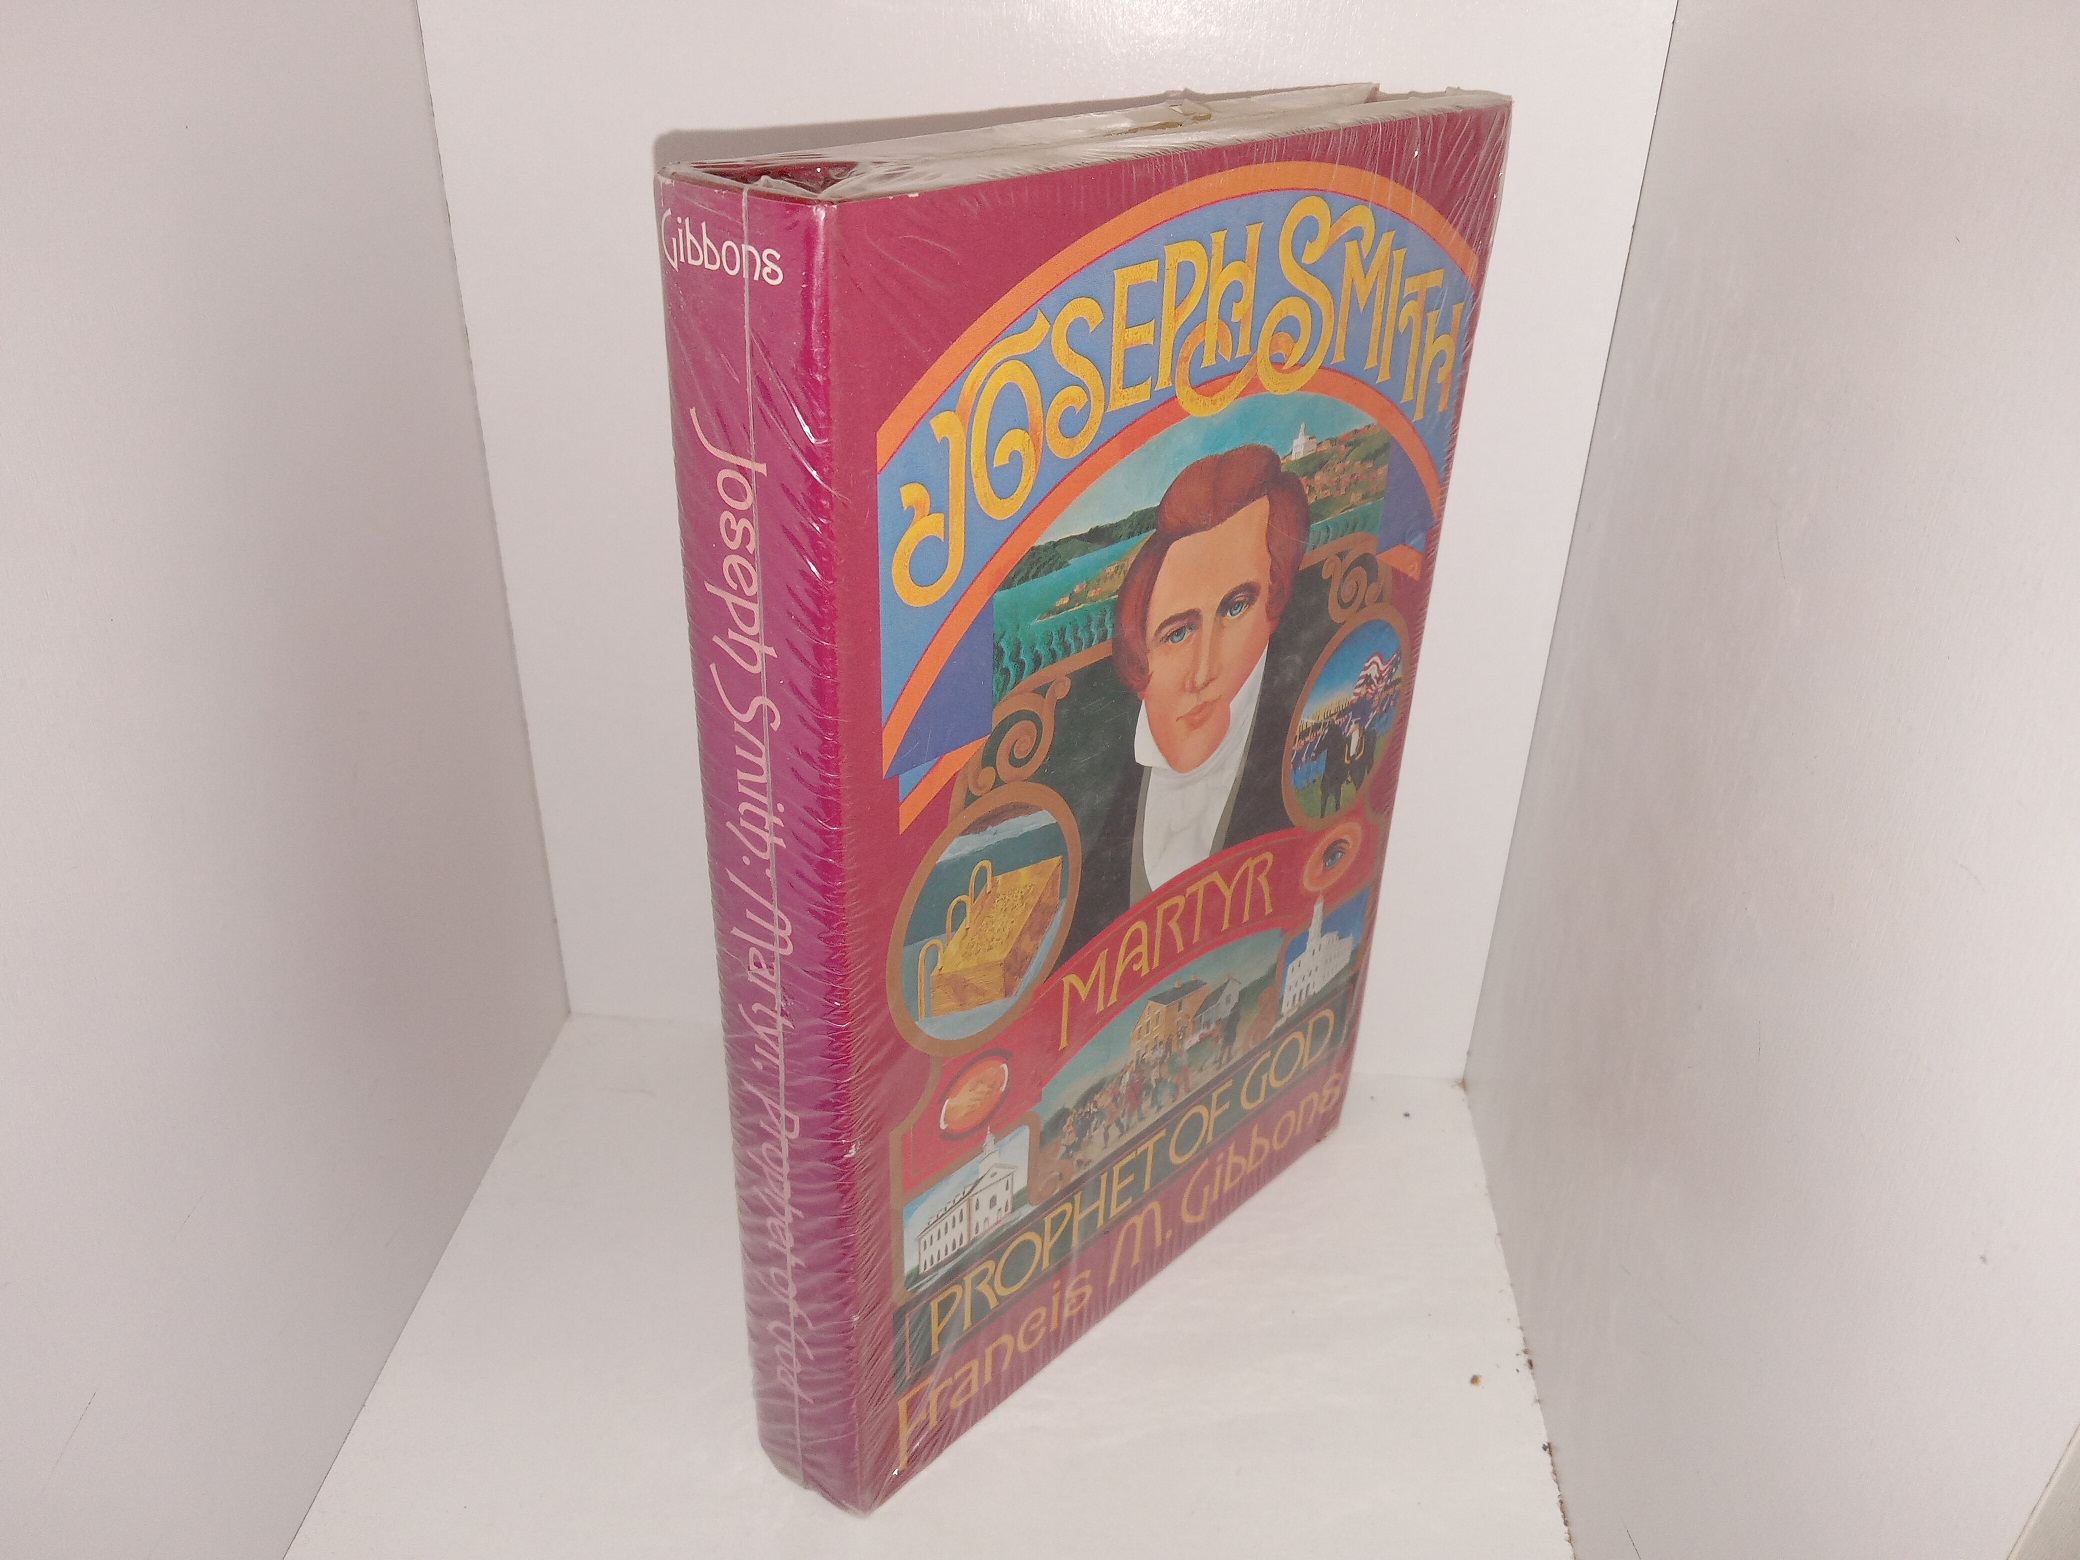 Gibbons
Joseph Smith: Martyr, Prophet of God
JOSEPH SMITH
MARTYR
PROPHET OF GOD
Francis M. Gibbons